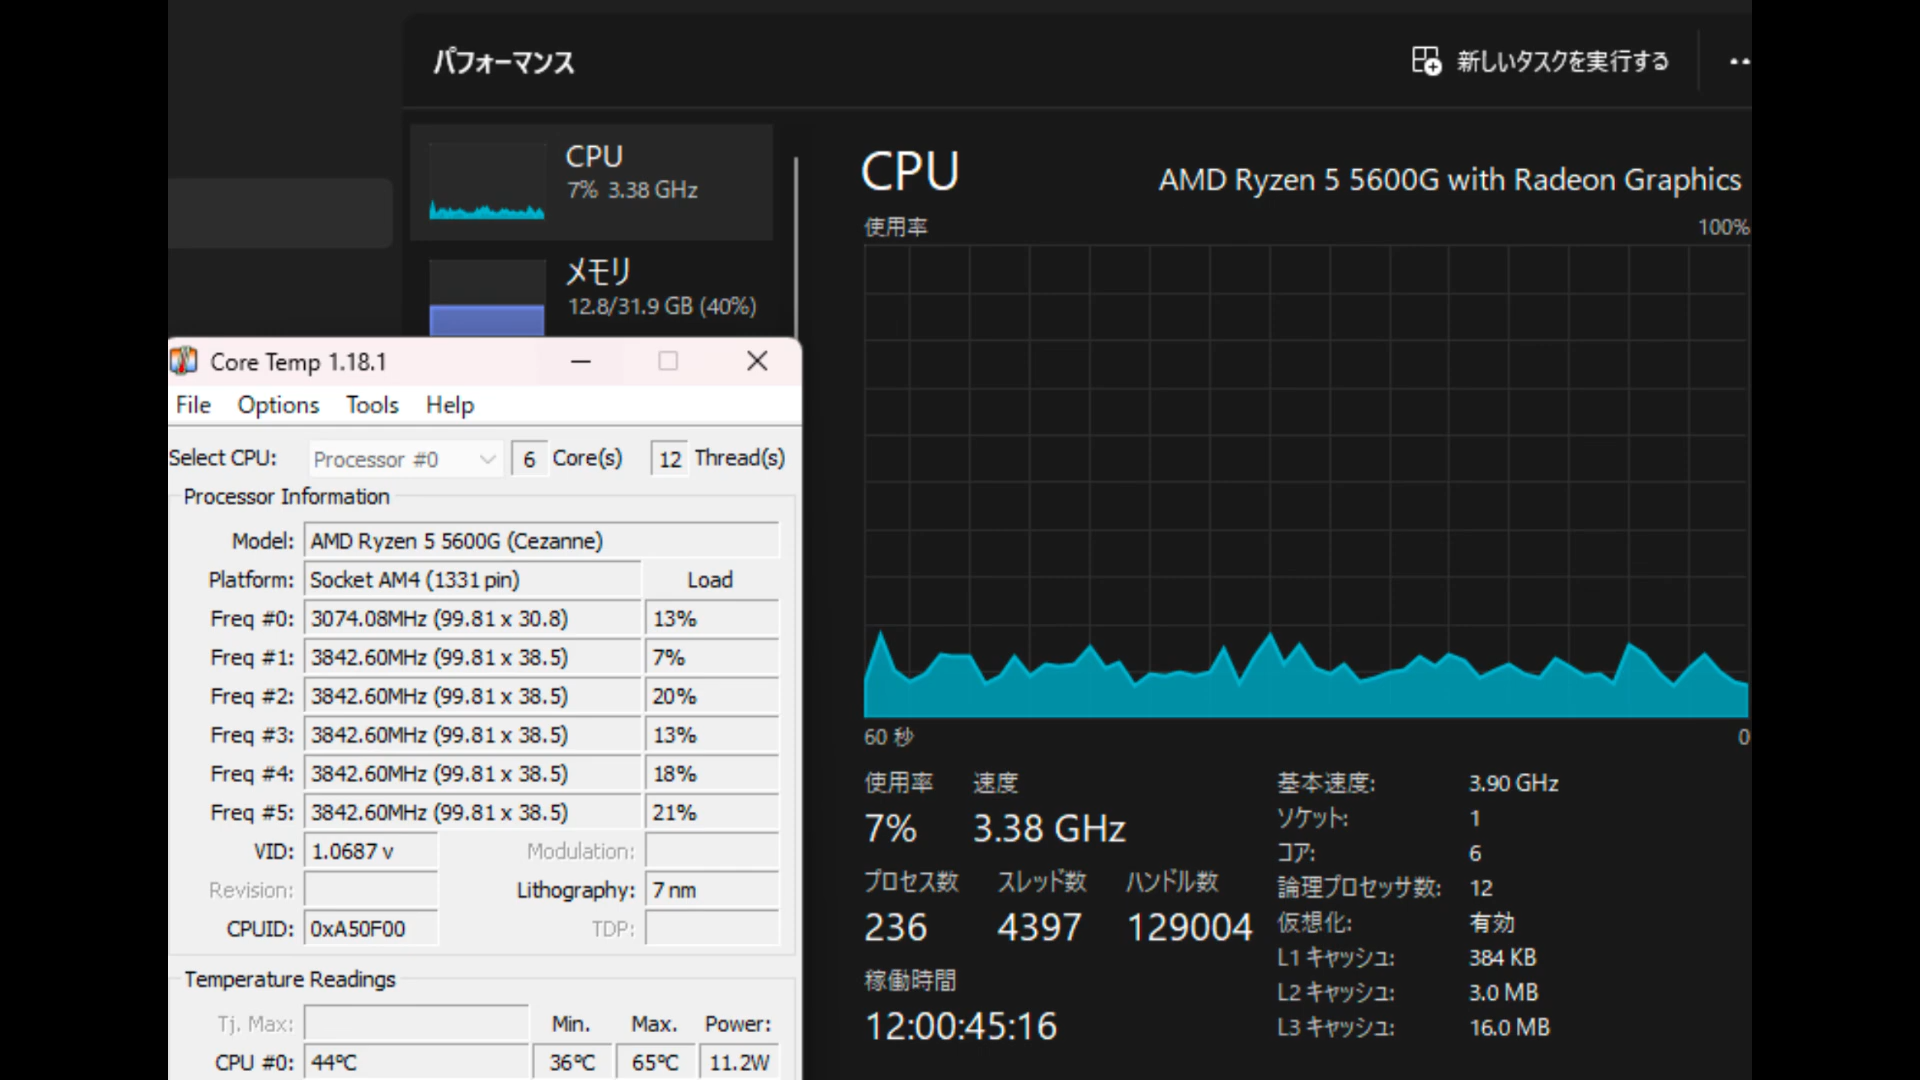 パフォーマンス
新しいタスクを実行する
CPU
7% 3.38 GHz
メモリ
12.8/31.9 GB (40%)
CPU
AMD Ryzen 5 5600G with Radeon Graphics
使用率
100%
60 秒
0
使用率 速度
7% 3.38 GHz
プロセス数 スレッド数 ハンドル数
236 4397 129004
稼働時間
12:00:45:16
基本速度: 3.90 GHz
ソケット: 1
コア: 6
論理プロセッサ数: 12
仮想化: 有効
L1 キャッシュ: 384 KB
L2 キャッシュ: 3.0 MB
L3 キャッシュ: 16.0 MB
Core Temp 1.18.1
File Options Tools Help
Select CPU: Processor #0 6 Core(s) 12 Thread(s)
Processor Information
Model: AMD Ryzen 5 5600G (Cezanne)
Platform: Socket AM4 (1331 pin) Load
Freq #0: 3074.08MHz (99.81 x 30.8) 13%
Freq #1: 3842.60MHz (99.81 x 38.5) 7%
Freq #2: 3842.60MHz (99.81 x 38.5) 20%
Freq #3: 3842.60MHz (99.81 x 38.5) 13%
Freq #4: 3842.60MHz (99.81 x 38.5) 18%
Freq #5: 3842.60MHz (99.81 x 38.5) 21%
VID: 1.0687 v Modulation:
Revision: Lithography: 7 nm
CPUID: 0xA50F00 TDP:
Temperature Readings
Tj. Max: Min. Max. Power:
CPU #0: 44°C 36°C 65°C 11.2W